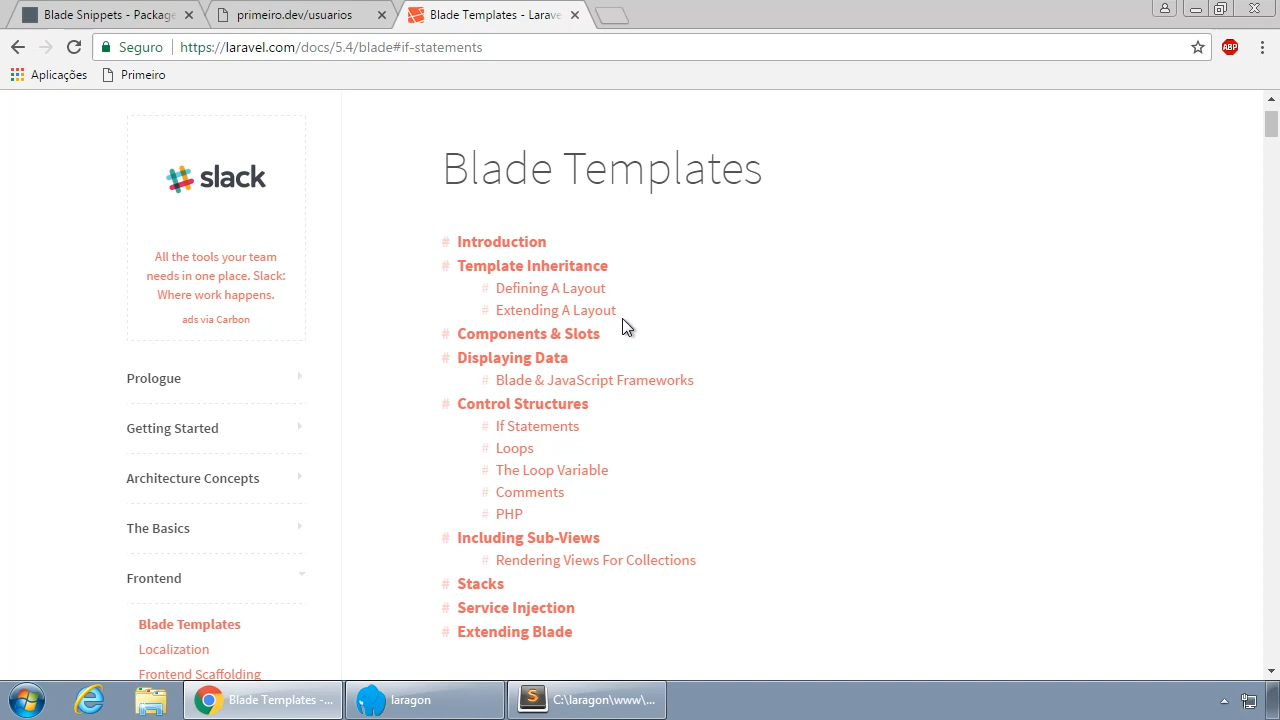 Blade Snippets - Package
primeiro.dev/usuarios
Blade Templates - Larave
Seguro
https://laravel.com/docs/5.4/blade#if-statements
ABP
Aplicações
Primeiro
slack
All the tools your team
needs in one place. Slack:
Where work happens.
ads via Carbon
Prologue
Getting Started
Architecture Concepts
The Basics
Frontend
Blade Templates
Localization
Frontend Scaffolding
Blade Templates
# Introduction
# Template Inheritance
# Defining A Layout
# Extending A Layout
# Components & Slots
# Displaying Data
# Blade & JavaScript Frameworks
# Control Structures
# If Statements
# Loops
# The Loop Variable
# Comments
# PHP
# Including Sub-Views
# Rendering Views For Collections
# Stacks
# Service Injection
# Extending Blade
Blade Templates -...
laragon
C:\laragon\www\...